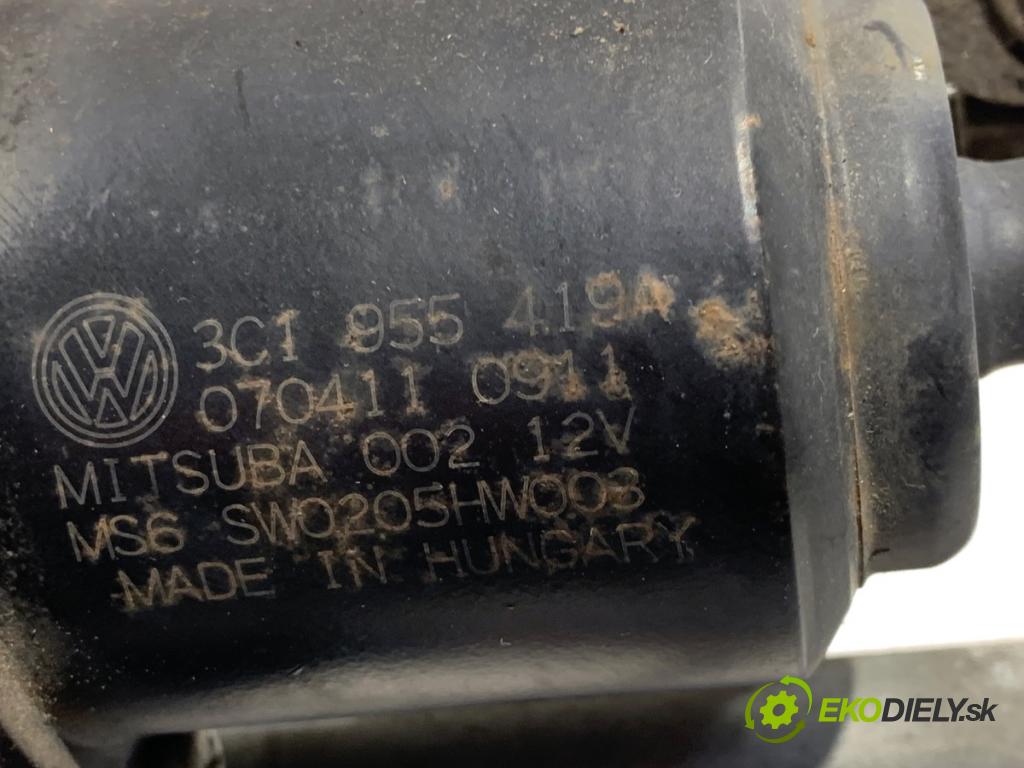 3C1 955 419A
070411 0911
MITSUBA 002 12V
MS6 SW0205HW003
MADE IN HUNGARY
EKODIELY.sk